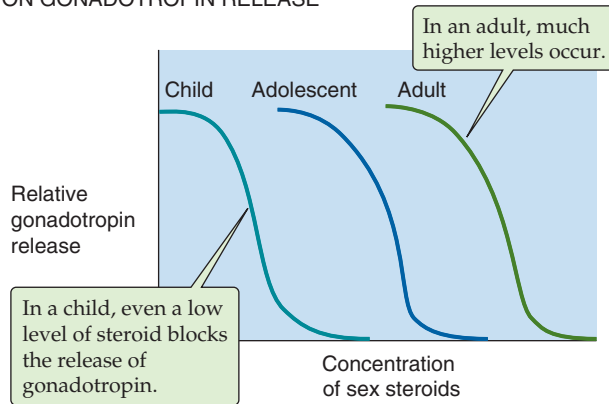 ON GONADOTROPIN RELEASE
In an adult, much
higher levels occur.
Child
Adolescent
Adult
Relative
gonadotropin
release
In a child, even a low
level of steroid blocks
the release of
gonadotropin.
Concentration
of sex steroids